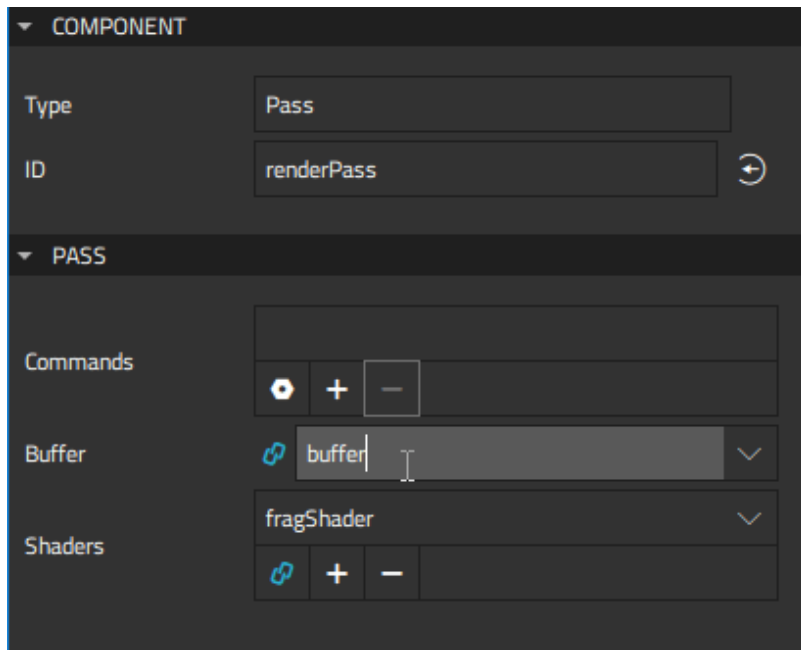 COMPONENT
Type
Pass
ID
renderPass
PASS
Commands
Buffer
buffer
Shaders
fragShader